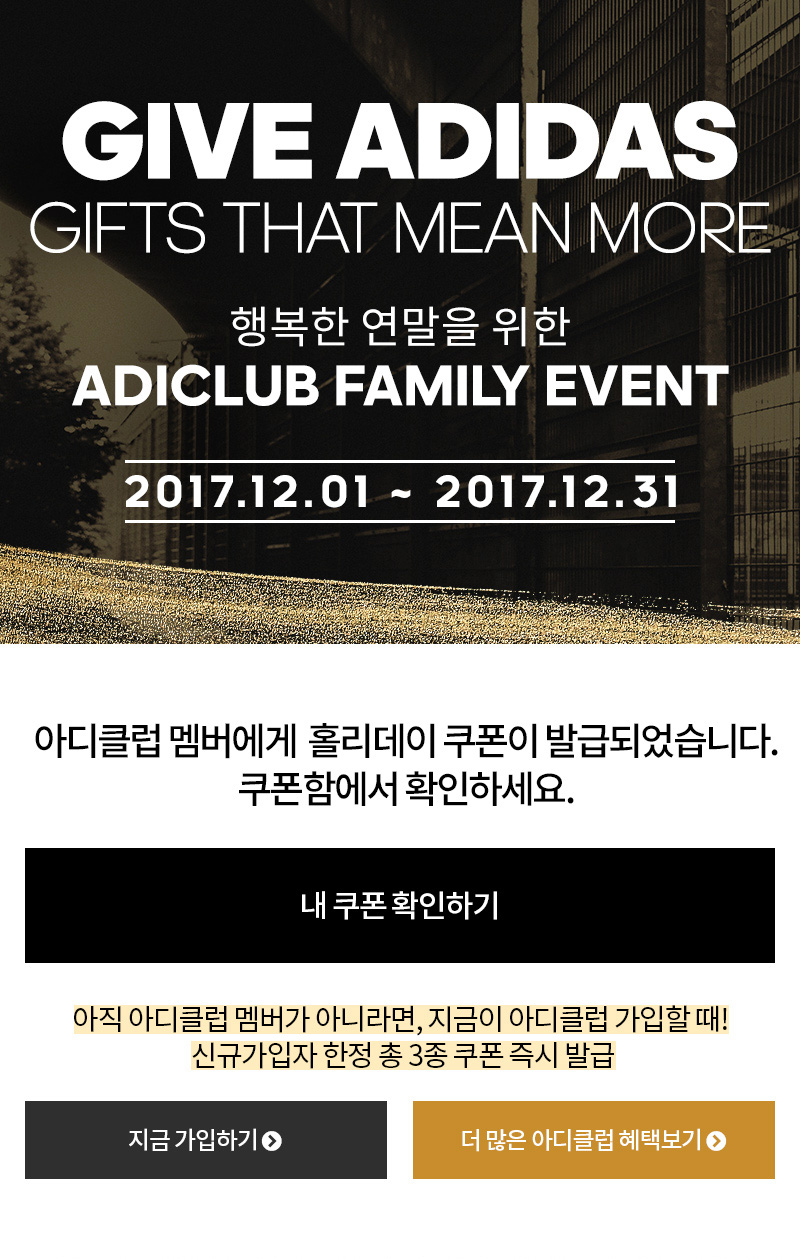 GIVE ADIDAS
GIFTS THAT MEAN MORE
행복한 연말을 위한
ADICLUB FAMILY EVENT
2017.12.01 ~ 2017.12.31
아디클럽 멤버에게 홀리데이 쿠폰이 발급되었습니다.
쿠폰함에서 확인하세요.
내 쿠폰 확인하기
아직 아디클럽 멤버가 아니라면, 지금이 아디클럽 가입할 때!
신규가입자 한정 총 3종 쿠폰 즉시 발급
지금 가입하기
더 많은 아디클럽 혜택보기